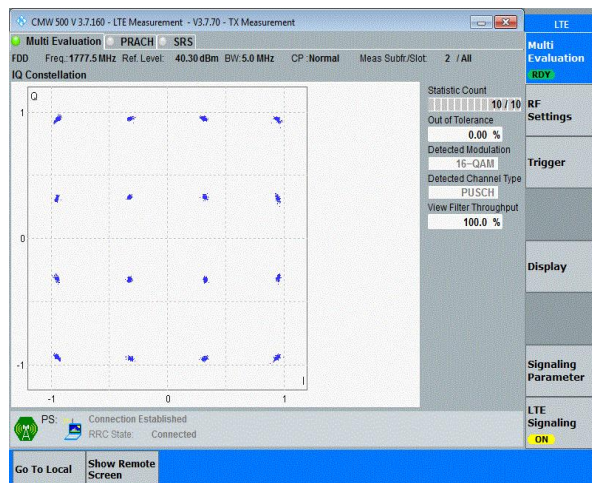 CMW 500 V 3.7.160 - LTE Measurement - V3.7.70 - TX Measurement
LTE
Multi Evaluation PRACH SRS
FDD Freq.: 1777.5 MHz Ref. Level: 40.30 dBm BW: 5.0 MHz CP : Normal Meas Subfr./Slot: 2 / All
IQ Constellation
Q
1
0
-1
-1 0 1
I
Statistic Count
10 / 10
Out of Tolerance
0.00 %
Detected Modulation
16-QAM
Detected Channel Type
PUSCH
View Filter Throughput
100.0 %
Multi
Evaluation
RDY
RF
Settings
Trigger
Display
Signaling
Parameter
LTE
Signaling
ON
PS: Connection Established
RRC State: Connected
Go To Local
Show Remote
Screen